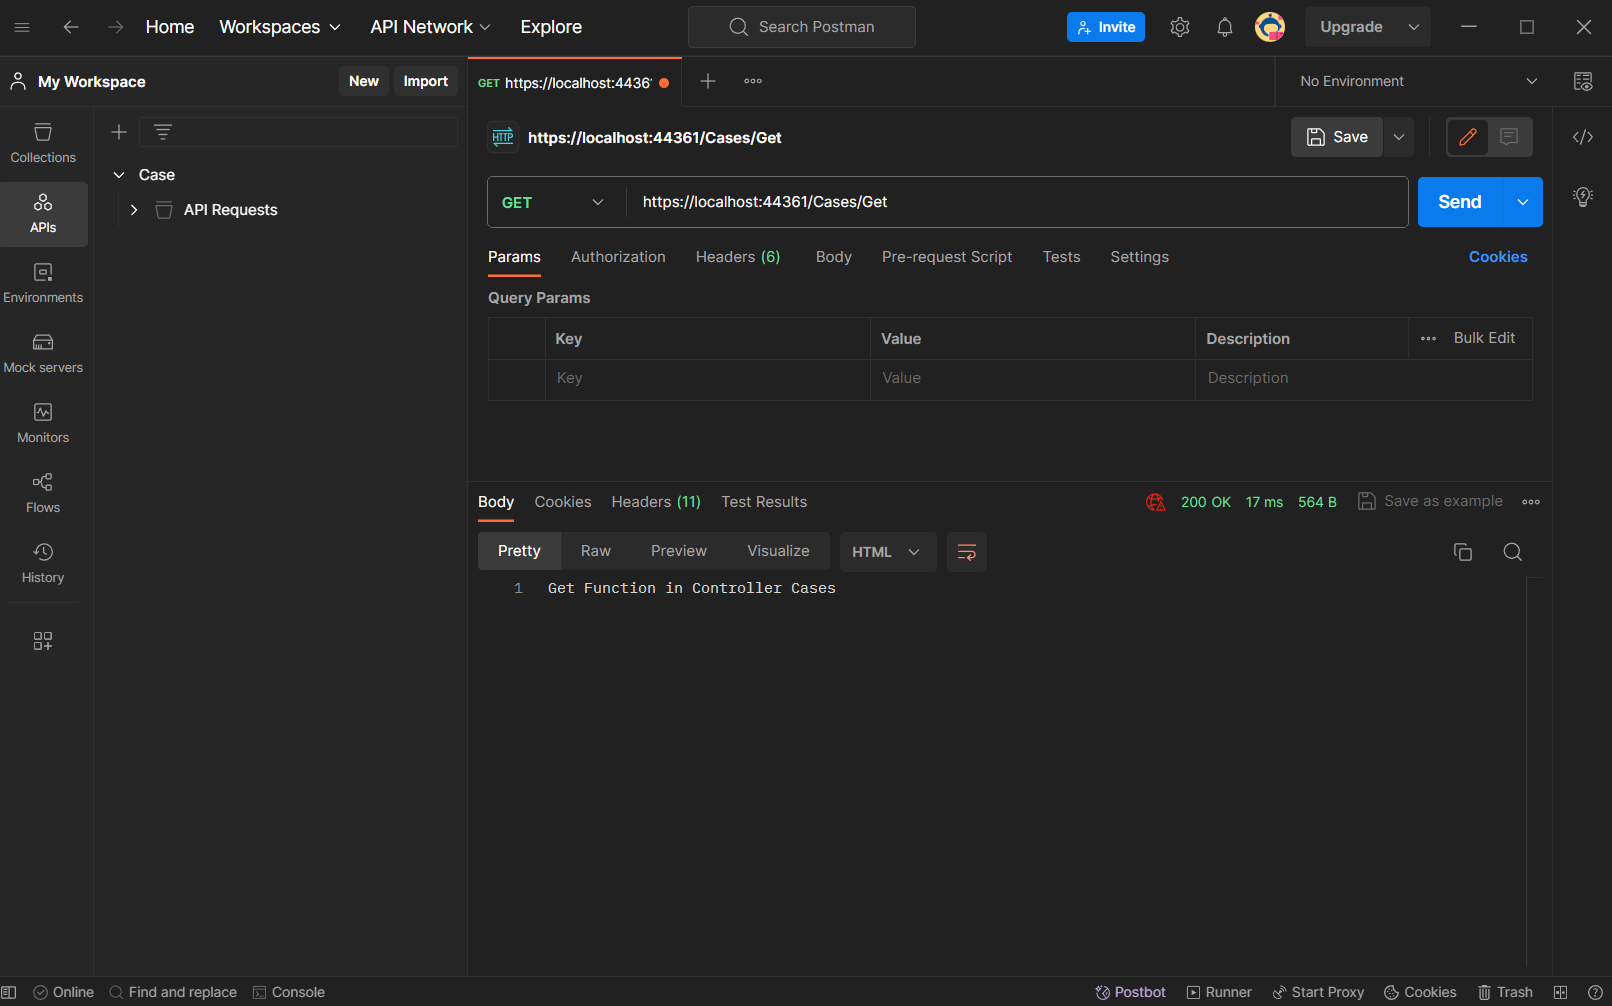 Home Workspaces API Network Explore Search Postman Invite Upgrade
My Workspace New Import GET https://localhost:4436 No Environment
Collections
APIs
Environments
Mock servers
Monitors
Flows
History
Case
API Requests
HTTP https://localhost:44361/Cases/Get Save
GET https://localhost:44361/Cases/Get Send
Params Authorization Headers (6) Body Pre-request Script Tests Settings Cookies
Query Params
Key Value Description Bulk Edit
Key Value Description
Body Cookies Headers (11) Test Results 200 OK 17 ms 564 B Save as example
Pretty Raw Preview Visualize HTML
1 Get Function in Controller Cases
Online Find and replace Console Postbot Runner Start Proxy Cookies Trash